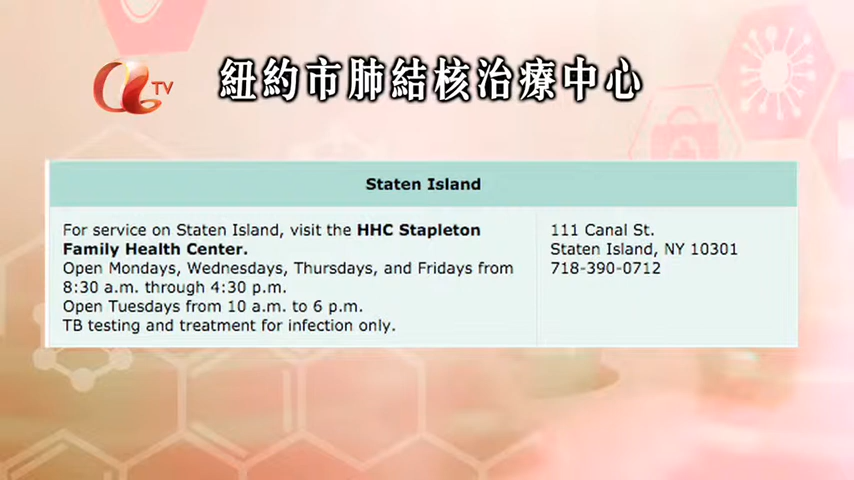 TV
紐約市肺結核治療中心
Staten Island
For service on Staten Island, visit the HHC Stapleton
Family Health Center.
Open Mondays, Wednesdays, Thursdays, and Fridays from
8:30 a.m. through 4:30 p.m.
Open Tuesdays from 10 a.m. to 6 p.m.
TB testing and treatment for infection only.
111 Canal St.
Staten Island, NY 10301
718-390-0712